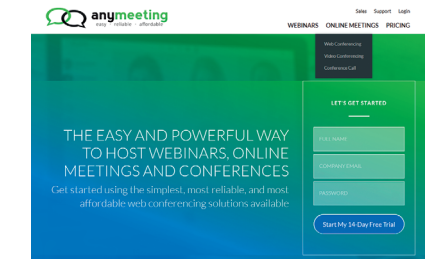 Sales Support Login
anymeeting
easy • reliable • affordable
WEBINARS ONLINE MEETINGS PRICING
Web Conferencing
Video Conferencing
Conference Call
LET'S GET STARTED
THE EASY AND POWERFUL WAY
TO HOST WEBINARS, ONLINE
MEETINGS AND CONFERENCES
Get started using the simplest, most reliable, and most
affordable web conferencing solutions available
FULL NAME
COMPANY EMAIL
PASSWORD
Start My 14-Day Free Trial